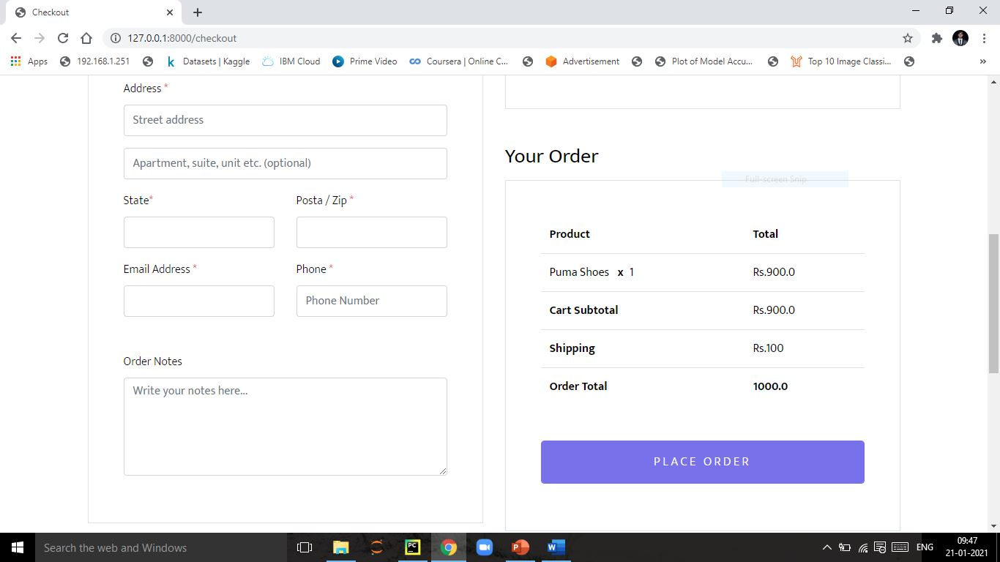 Checkout
127.0.0.1:8000/checkout
Apps 192.168.1.251 Datasets | Kaggle IBM Cloud Prime Video Coursera | Online C... Advertisement Plot of Model Accu... Top 10 Image Classi... »
Address *
Street address
Apartment, suite, unit etc. (optional)
State* Posta / Zip *
Email Address * Phone *
Phone Number
Order Notes
Write your notes here...
Your Order
Full-screen Snip
Product Total
Puma Shoes x 1 Rs.900.0
Cart Subtotal Rs.900.0
Shipping Rs.100
Order Total 1000.0
PLACE ORDER
Search the web and Windows
ENG
09:47
21-01-2021